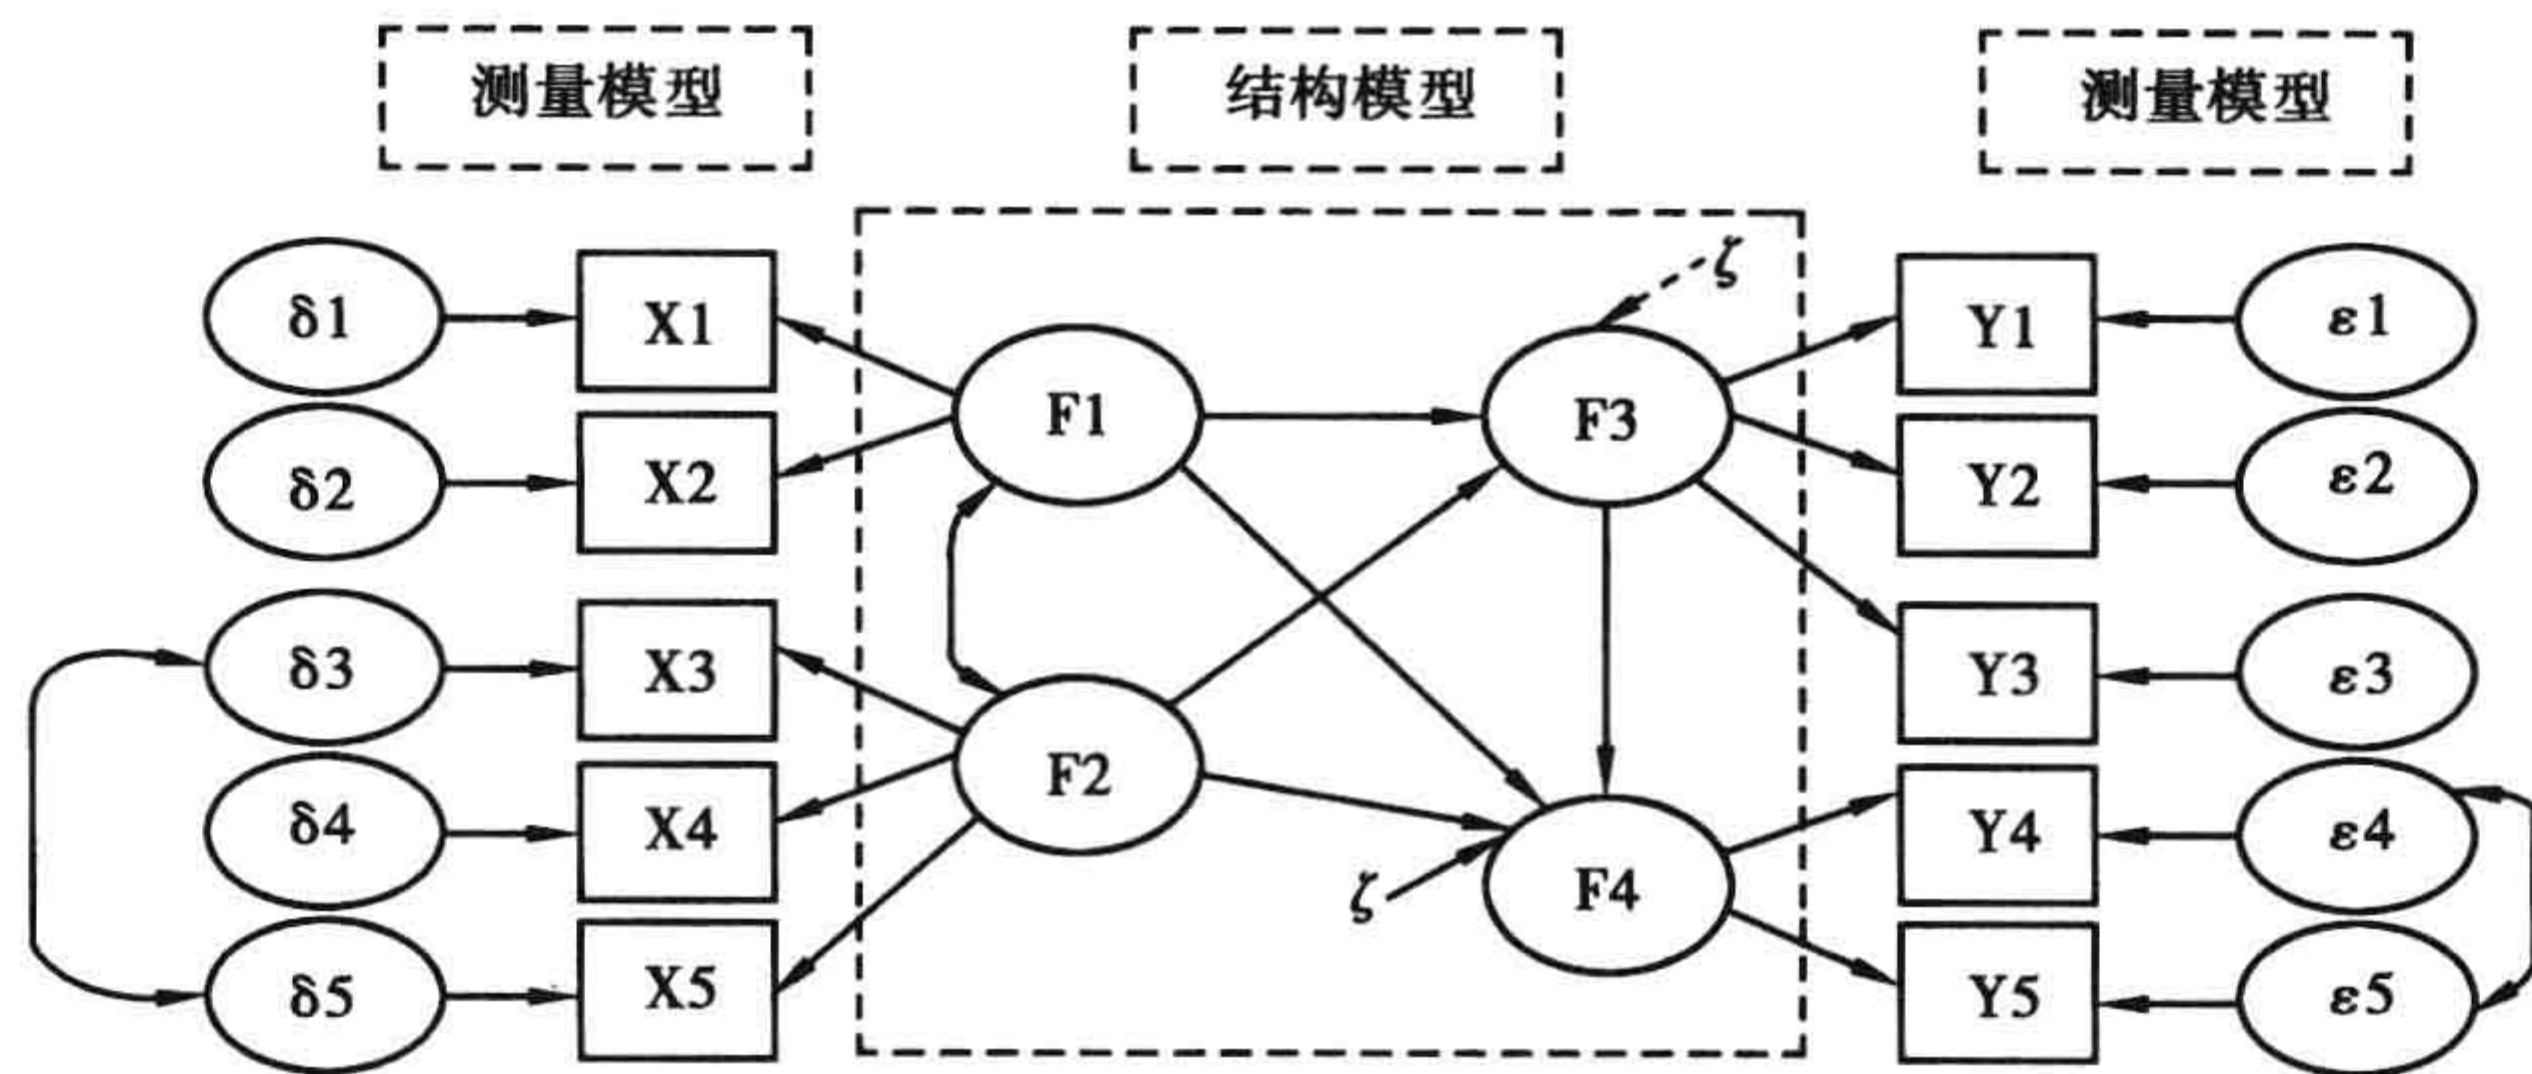 测量模型 结构模型 测量模型
ζ
δ1 X1 F1 F3 Y1 ε1
δ2 X2 Y2 ε2
δ3 X3 Y3 ε3
δ4 X4 F2 Y4 ε4
ζ F4
δ5 X5 Y5 ε5